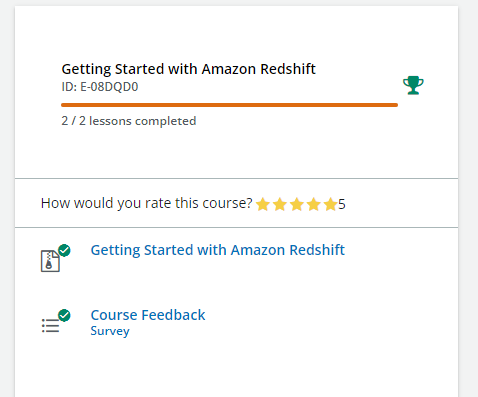 Getting Started with Amazon Redshift
ID: E-08DQD0
2 / 2 lessons completed
How would you rate this course? 5
Getting Started with Amazon Redshift
Course Feedback
Survey